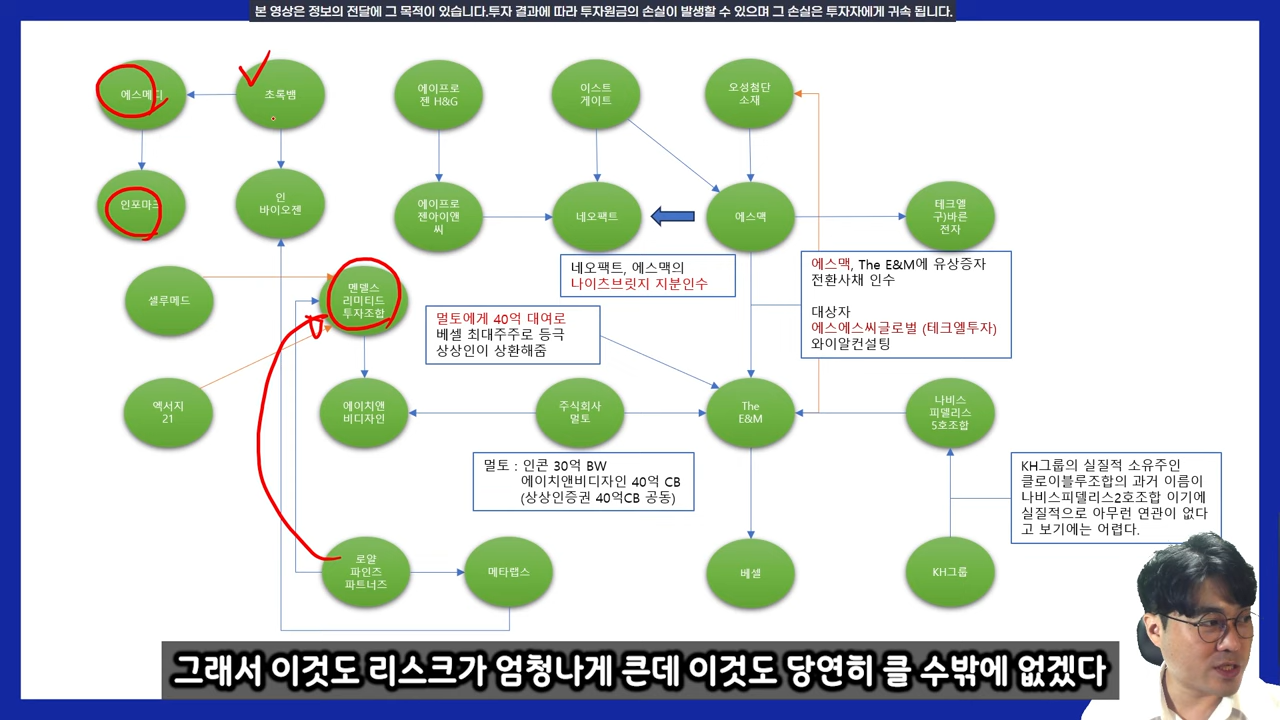 본 영상은 정보의 전달에 그 목적이 있습니다.투자 결과에 따라 투자원금의 손실이 발생할 수 있으며 그 손실은 투자자에게 귀속 됩니다.
에스메디
초록뱀
에이프로
젠 H&G
이스트
게이트
오성첨단
소재
인포마크
인
바이오젠
에이프로
젠아이앤
씨
네오팩트
에스맥
테크엘
구)바른
전자
네오팩트, 에스맥의
나이츠브릿지 지분인수
에스맥, The E&M에 유상증자
전환사채 인수
대상자
에스에스씨글로벌 (테크엘투자)
와이알컨설팅
셀루메드
멘델스
리미티드
투자조합
멀토에게 40억 대여로
베셀 최대주주로 등극
상상인이 상환해줌
엑서지
21
에이치앤
비디자인
주식회사
멀토
The
E&M
나비스
피델리스
5호조합
멀토 : 인콘 30억 BW
에이치앤비디자인 40억 CB
(상상인증권 40억CB 공동)
KH그룹의 실질적 소유주인
클로이블루조합의 과거 이름이
나비스피델리스2호조합 이기에
실질적으로 아무런 연관이 없다
고 보기에는 어렵다.
로얄
파인즈
파트너즈
메타랩스
베셀
KH그룹
그래서 이것도 리스크가 엄청나게 큰데 이것도 당연히 클 수밖에 없겠다